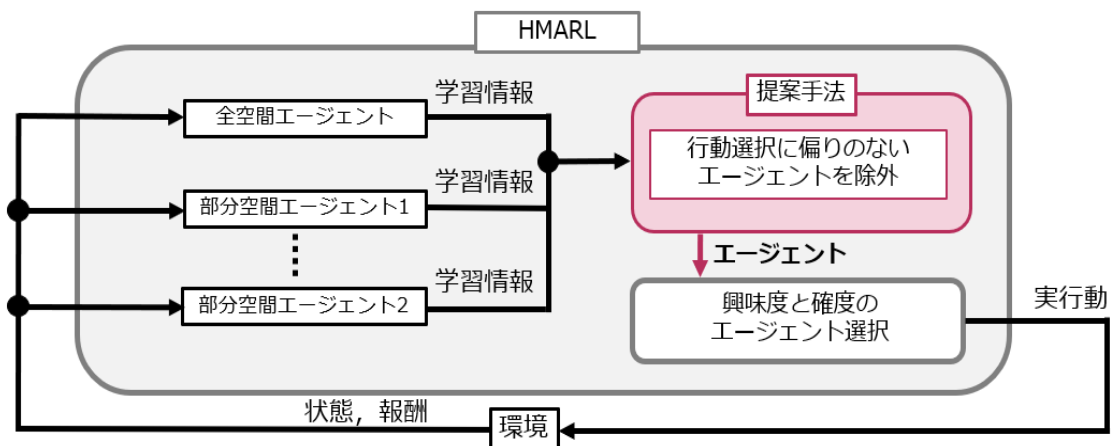 HMARL
学習情報
提案手法
全空間エージェント
行動選択に偏りのない
エージェントを除外
学習情報
部分空間エージェント1
エージェント
学習情報
部分空間エージェント2
興味度と確度の
エージェント選択
実行動
状態，報酬
環境